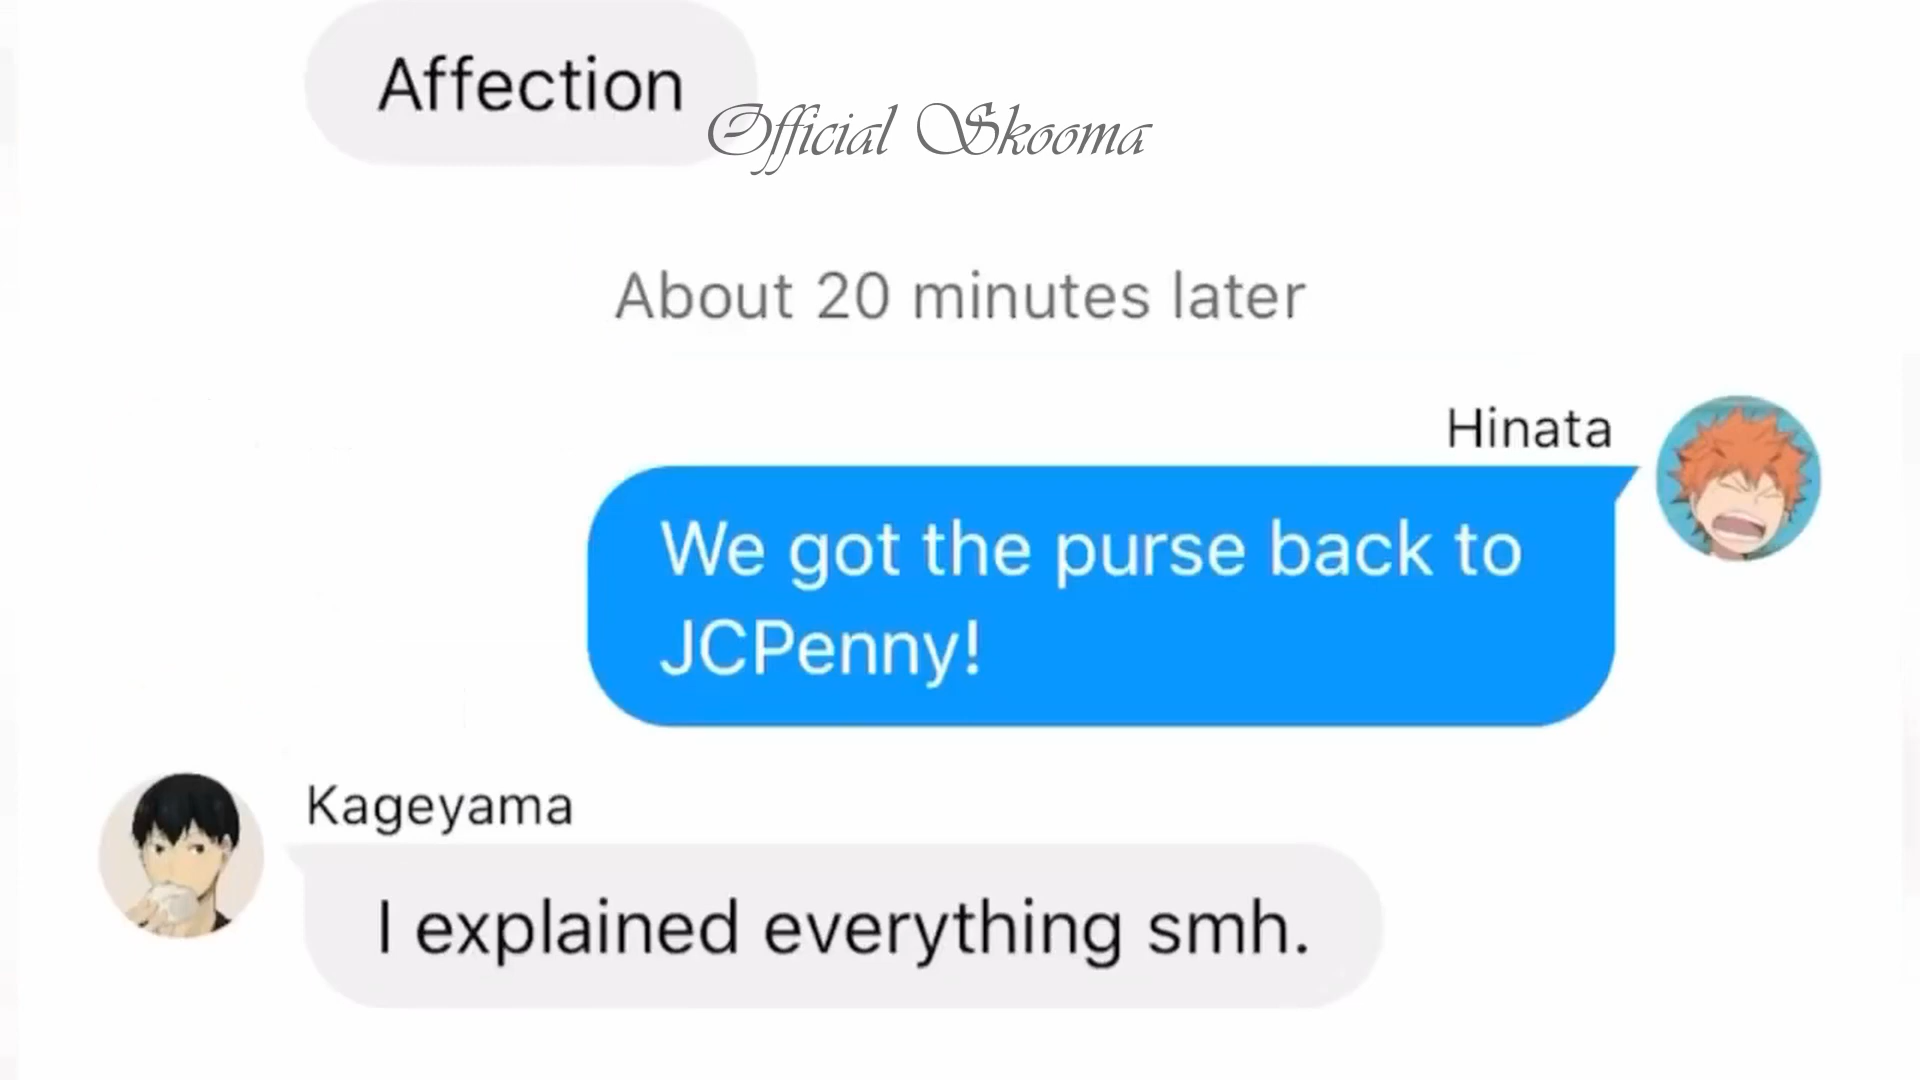 Affection
Official Skooma
About 20 minutes later
Hinata
We got the purse back to
JCPenny!
Kageyama
I explained everything smh.